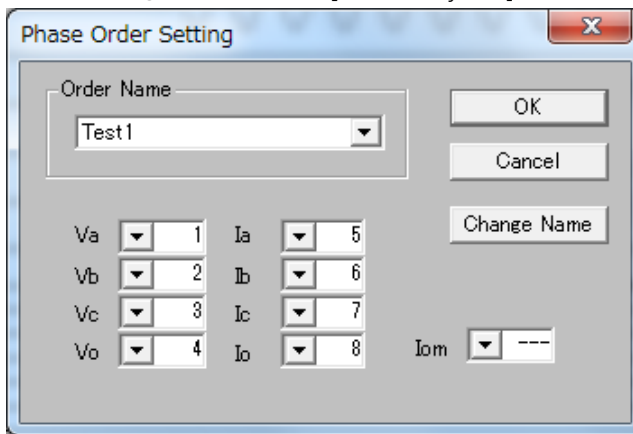 Phase Order Setting
Order Name
Test1
OK
Cancel
Change Name
Va 1 Ia 5
Vb 2 Ib 6
Vc 3 Ic 7
Vo 4 Io 8 Iom ---